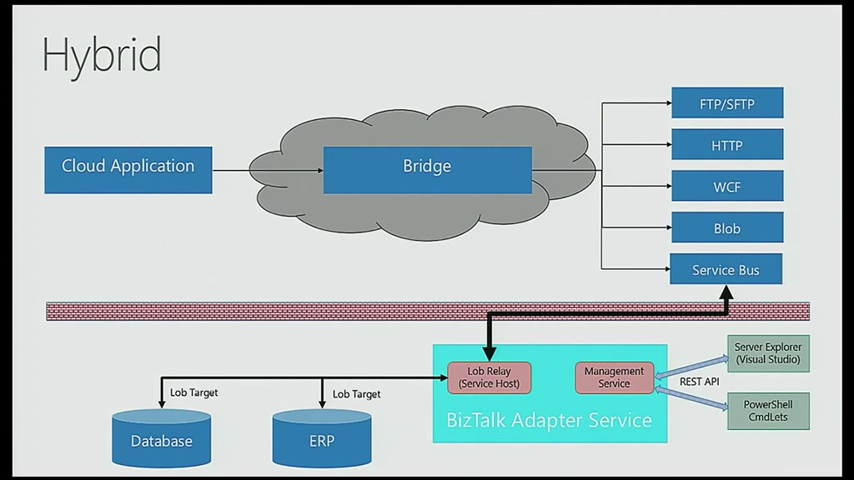 Hybrid
Cloud Application
Bridge
FTP/SFTP
HTTP
WCF
Blob
Service Bus
Lob Relay
(Service Host)
Management
Service
BizTalk Adapter Service
REST API
Server Explorer
(Visual Studio)
PowerShell
CmdLets
Lob Target
Lob Target
Database
ERP